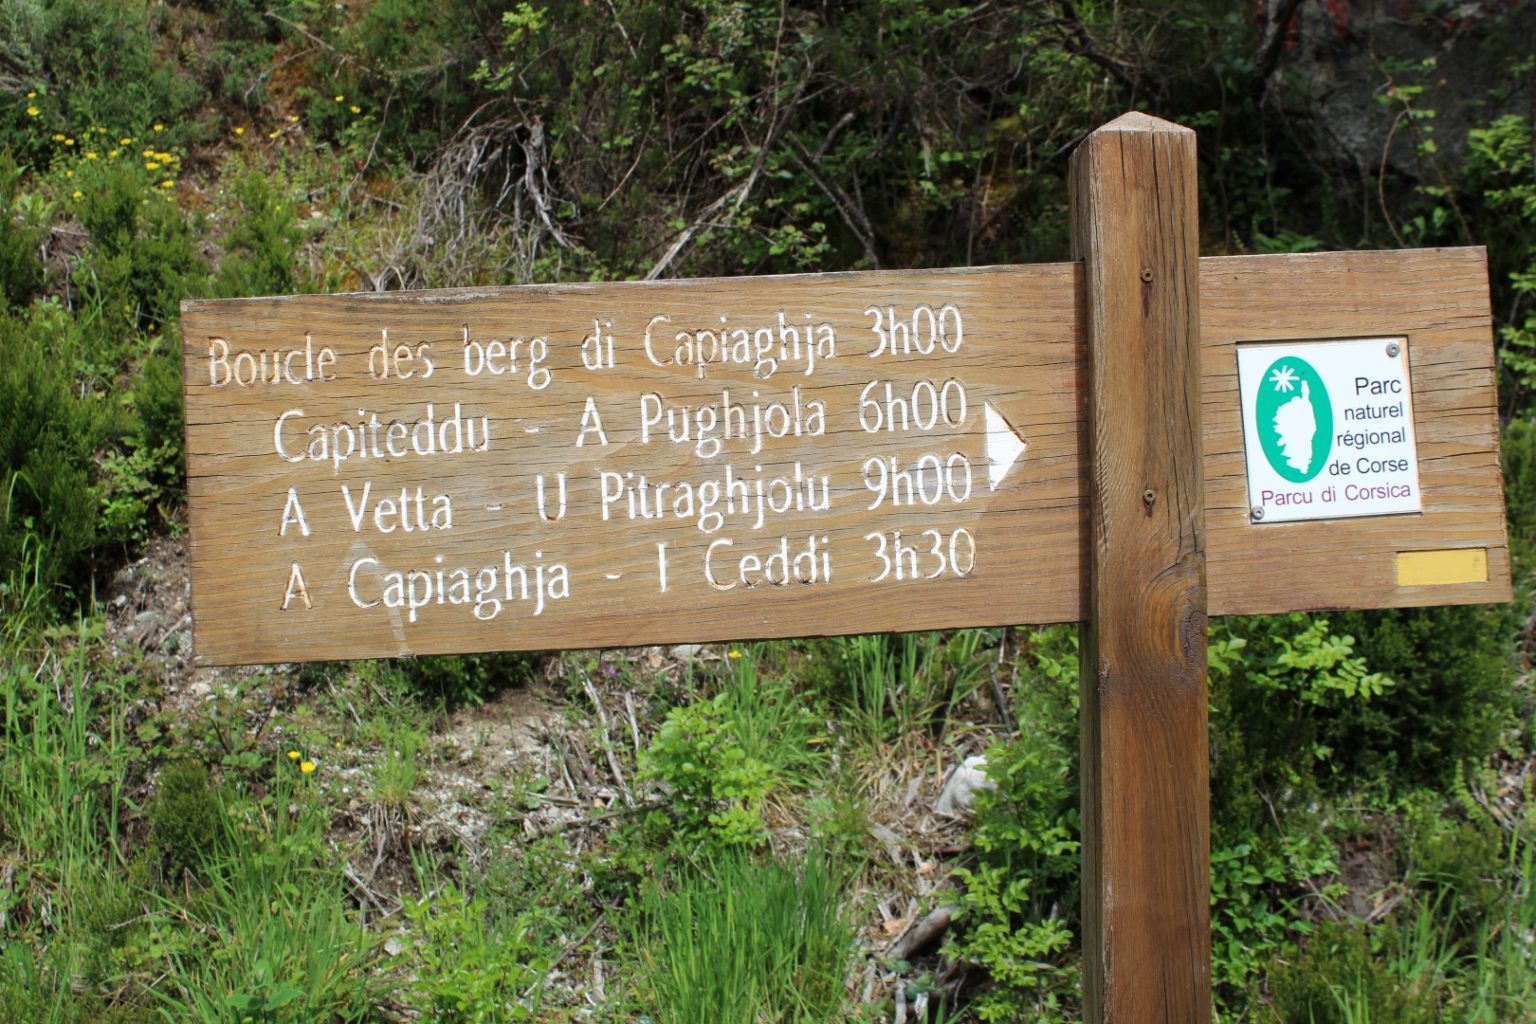 Boucle des berg di Capiaghja 3h00
Capiteddu - A Pughjola 6h00
A Vetta - U Pitraghjolu 9h00
A Capiaghja - I Ceddi 3h30
Parc
naturel
régional
de Corse
Parcu di Corsica